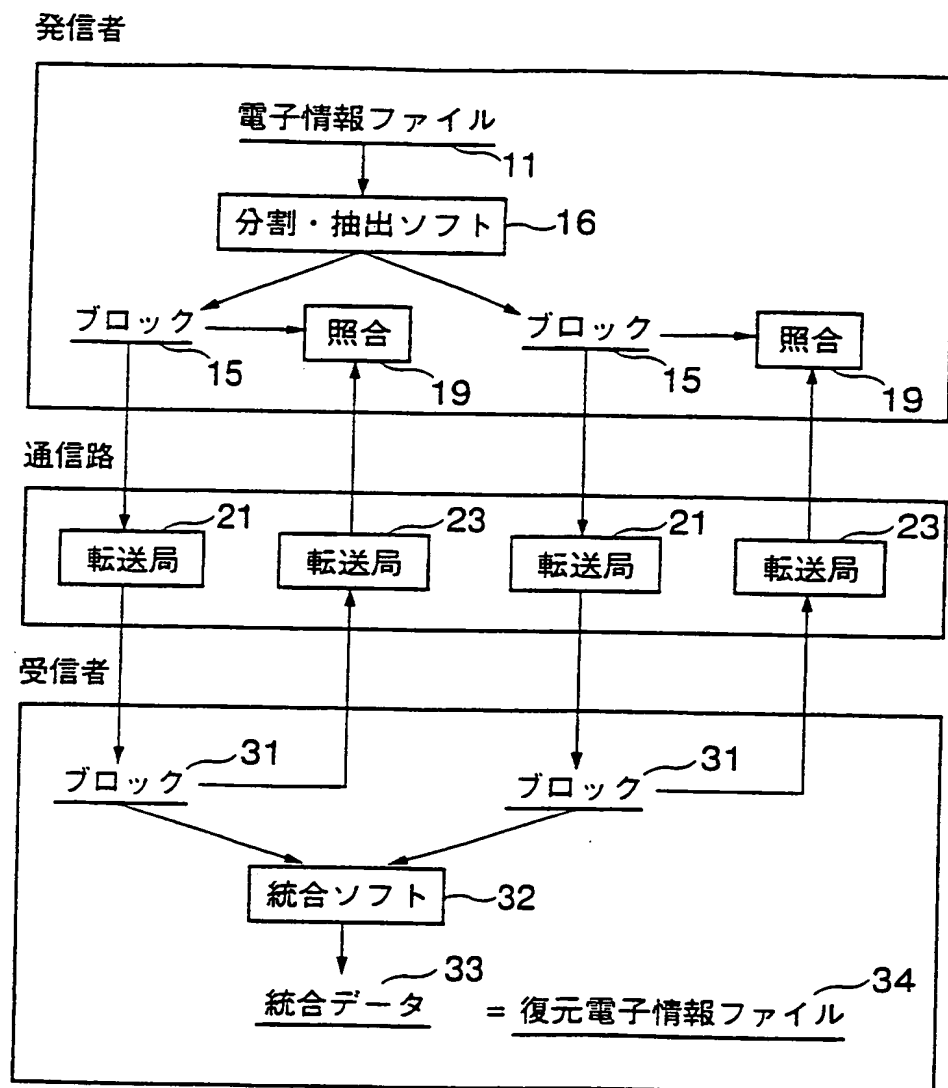 発信者
電子情報ファイル
11
分割・抽出ソフト 16
ブロック 照合 ブロック 照合
15 19 15 19
通信路
21 23 21 23
転送局 転送局 転送局 転送局
受信者
31 31
ブロック ブロック
統合ソフト 32
33 34
統合データ = 復元電子情報ファイル